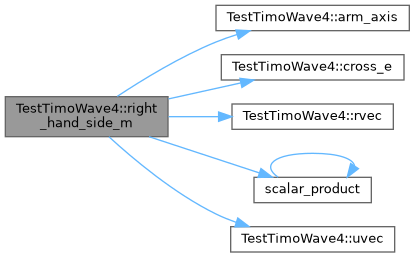 TestTimoWave4::right
_hand_side_m
TestTimoWave4::arm_axis
TestTimoWave4::cross_e
TestTimoWave4::rvec
scalar_product
TestTimoWave4::uvec